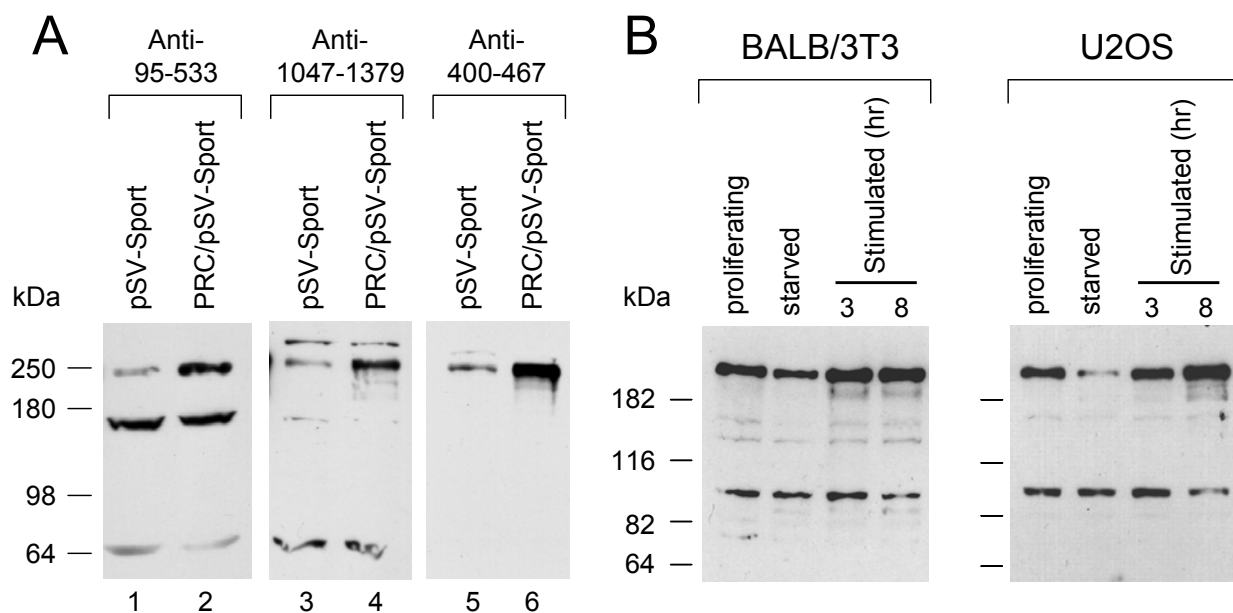 A
Anti-
95-533
Anti-
1047-1379
Anti-
400-467
pSV-Sport
PRC/pSV-Sport
pSV-Sport
PRC/pSV-Sport
pSV-Sport
PRC/pSV-Sport
kDa
250
180
98
64
1 2 3 4 5 6
B
BALB/3T3
U2OS
proliferating
starved
Stimulated (hr)
3 8
proliferating
starved
Stimulated (hr)
3 8
kDa
182
116
82
64